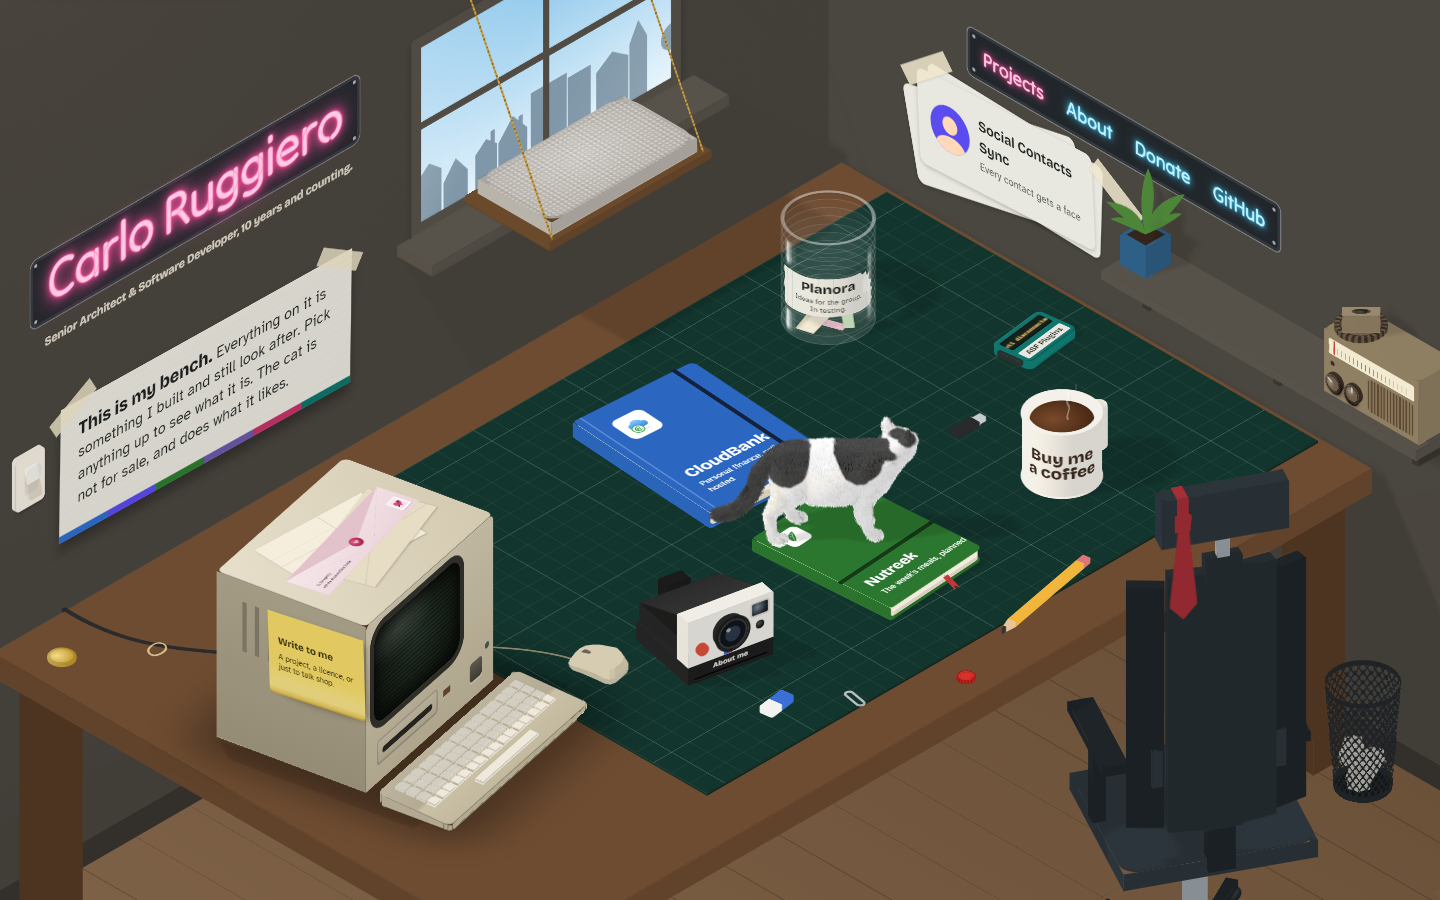 Carlo Ruggiero
Senior Architect & Software Developer, 10 years and counting.
This is my bench. Everything on it is
something I built and still look after. Pick
anything up to see what it is. The cat is
not for sale, and does what it likes.
Projects
About
Donate
GitHub
Social Contacts
Sync
Every contact gets a face
Planora
Ideas for the group.
In testing.
ASF Plugins
CloudBank
Personal finance,
hosted
Buy me
a coffee
Nutreek
The week's meals, planned
About me
Write to me
A project, a licence, or
just to talk shop.